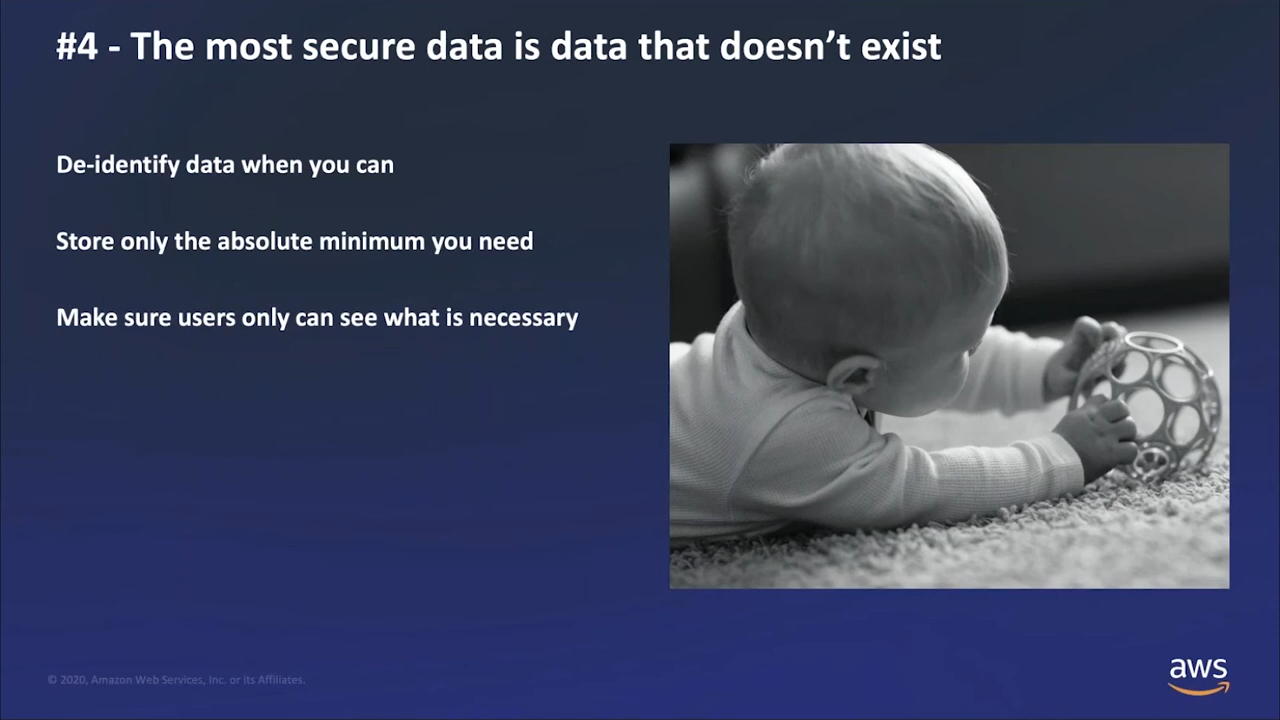 #4 - The most secure data is data that doesn’t exist
De-identify data when you can
Store only the absolute minimum you need
Make sure users only can see what is necessary
© 2020, Amazon Web Services, Inc. or its Affiliates.
aws